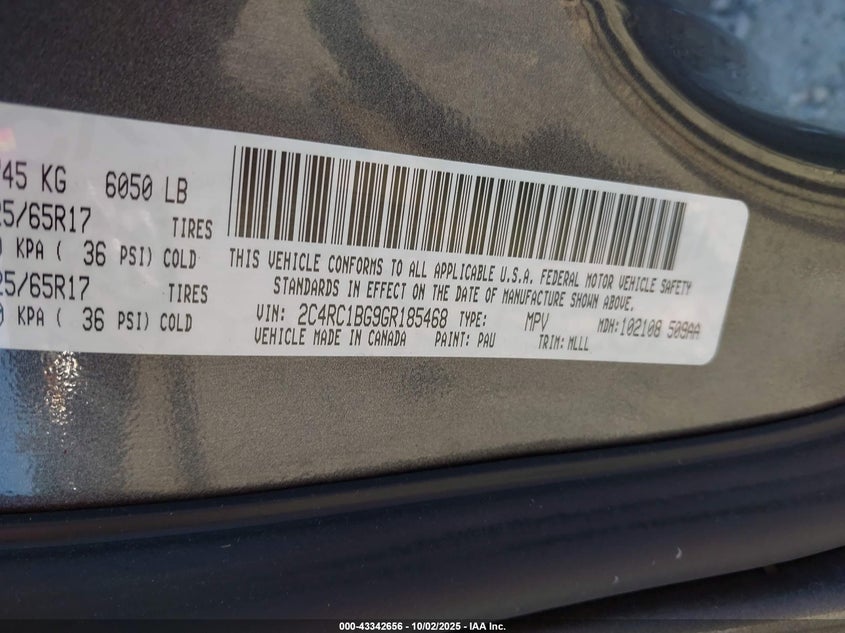 745 KG 6050 LB
25/65R17 TIRES
KPA ( 36 PSI) COLD
25/65R17 TIRES
KPA ( 36 PSI) COLD
THIS VEHICLE CONFORMS TO ALL APPLICABLE U.S.A. FEDERAL MOTOR VEHICLE SAFETY
STANDARDS IN EFFECT ON THE DATE OF MANUFACTURE SHOWN ABOVE.
VIN: 2C4RC1BG9GR185468 TYPE: MPV MDH:102108 509AA
VEHICLE MADE IN CANADA PAINT: PAU TRIM: MLLL
000-43342656 - 10/02/2025 - IAA Inc.